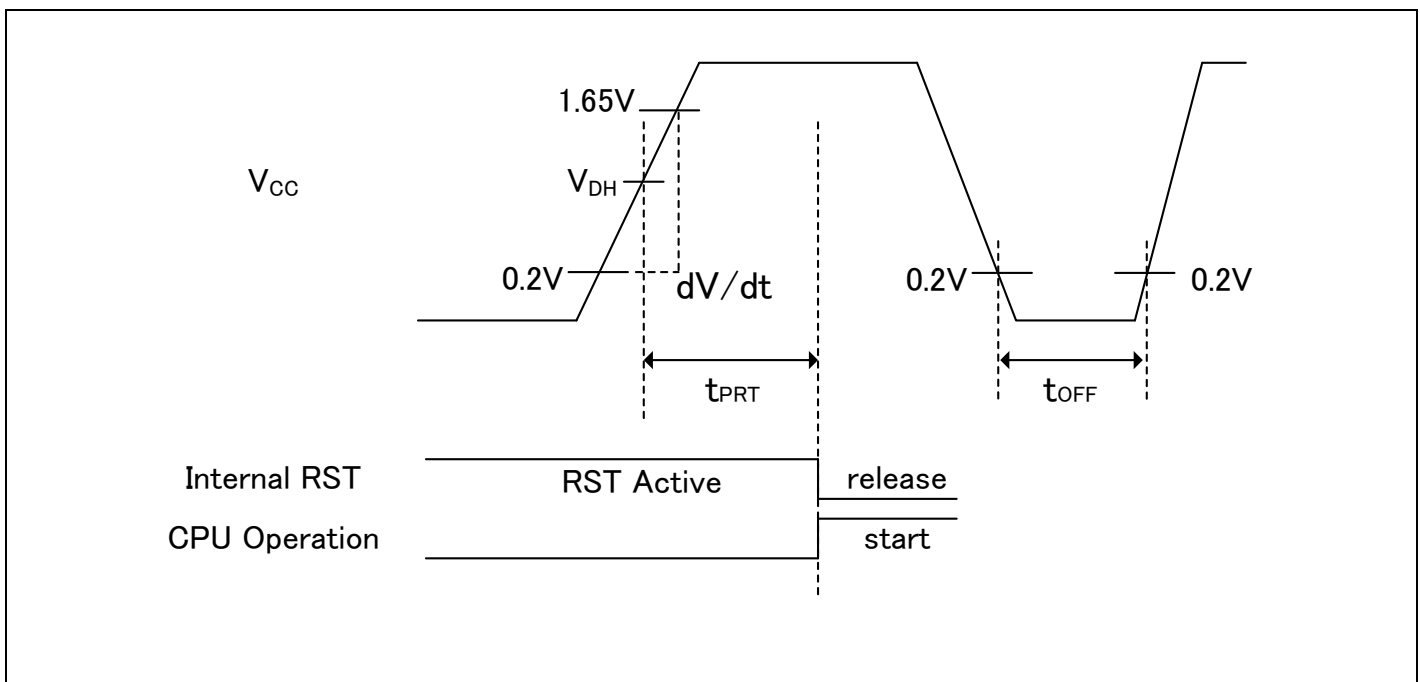 1.65V
VCC
VDH
0.2V
dV/dt
0.2V
0.2V
tPRT
tOFF
Internal RST
RST Active
release
CPU Operation
start